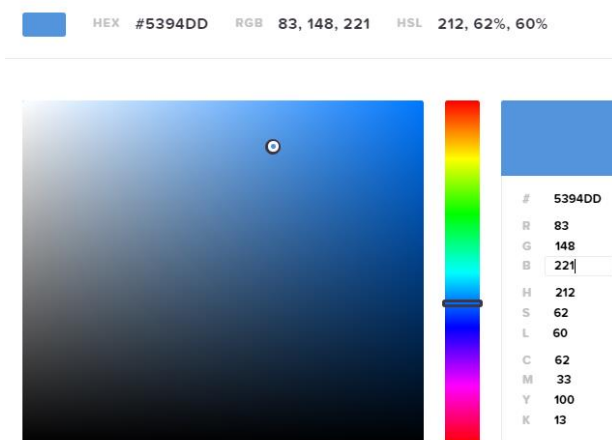 HEX #5394DD RGB 83, 148, 221 HSL 212, 62%, 60%
# 5394DD
R 83
G 148
B 221
H 212
S 62
L 60
C 62
M 33
Y 100
K 13